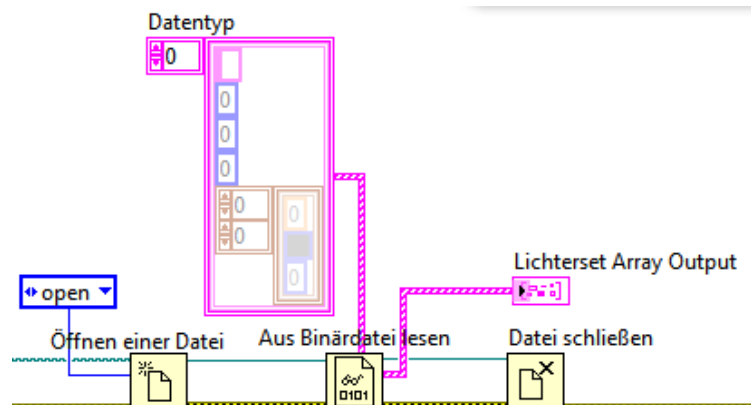 Datentyp
0
0
0
0
0
0
0
0
Lichterset Array Output
open
Öffnen einer Datei
Aus Binärdatei lesen
Datei schließen
0101